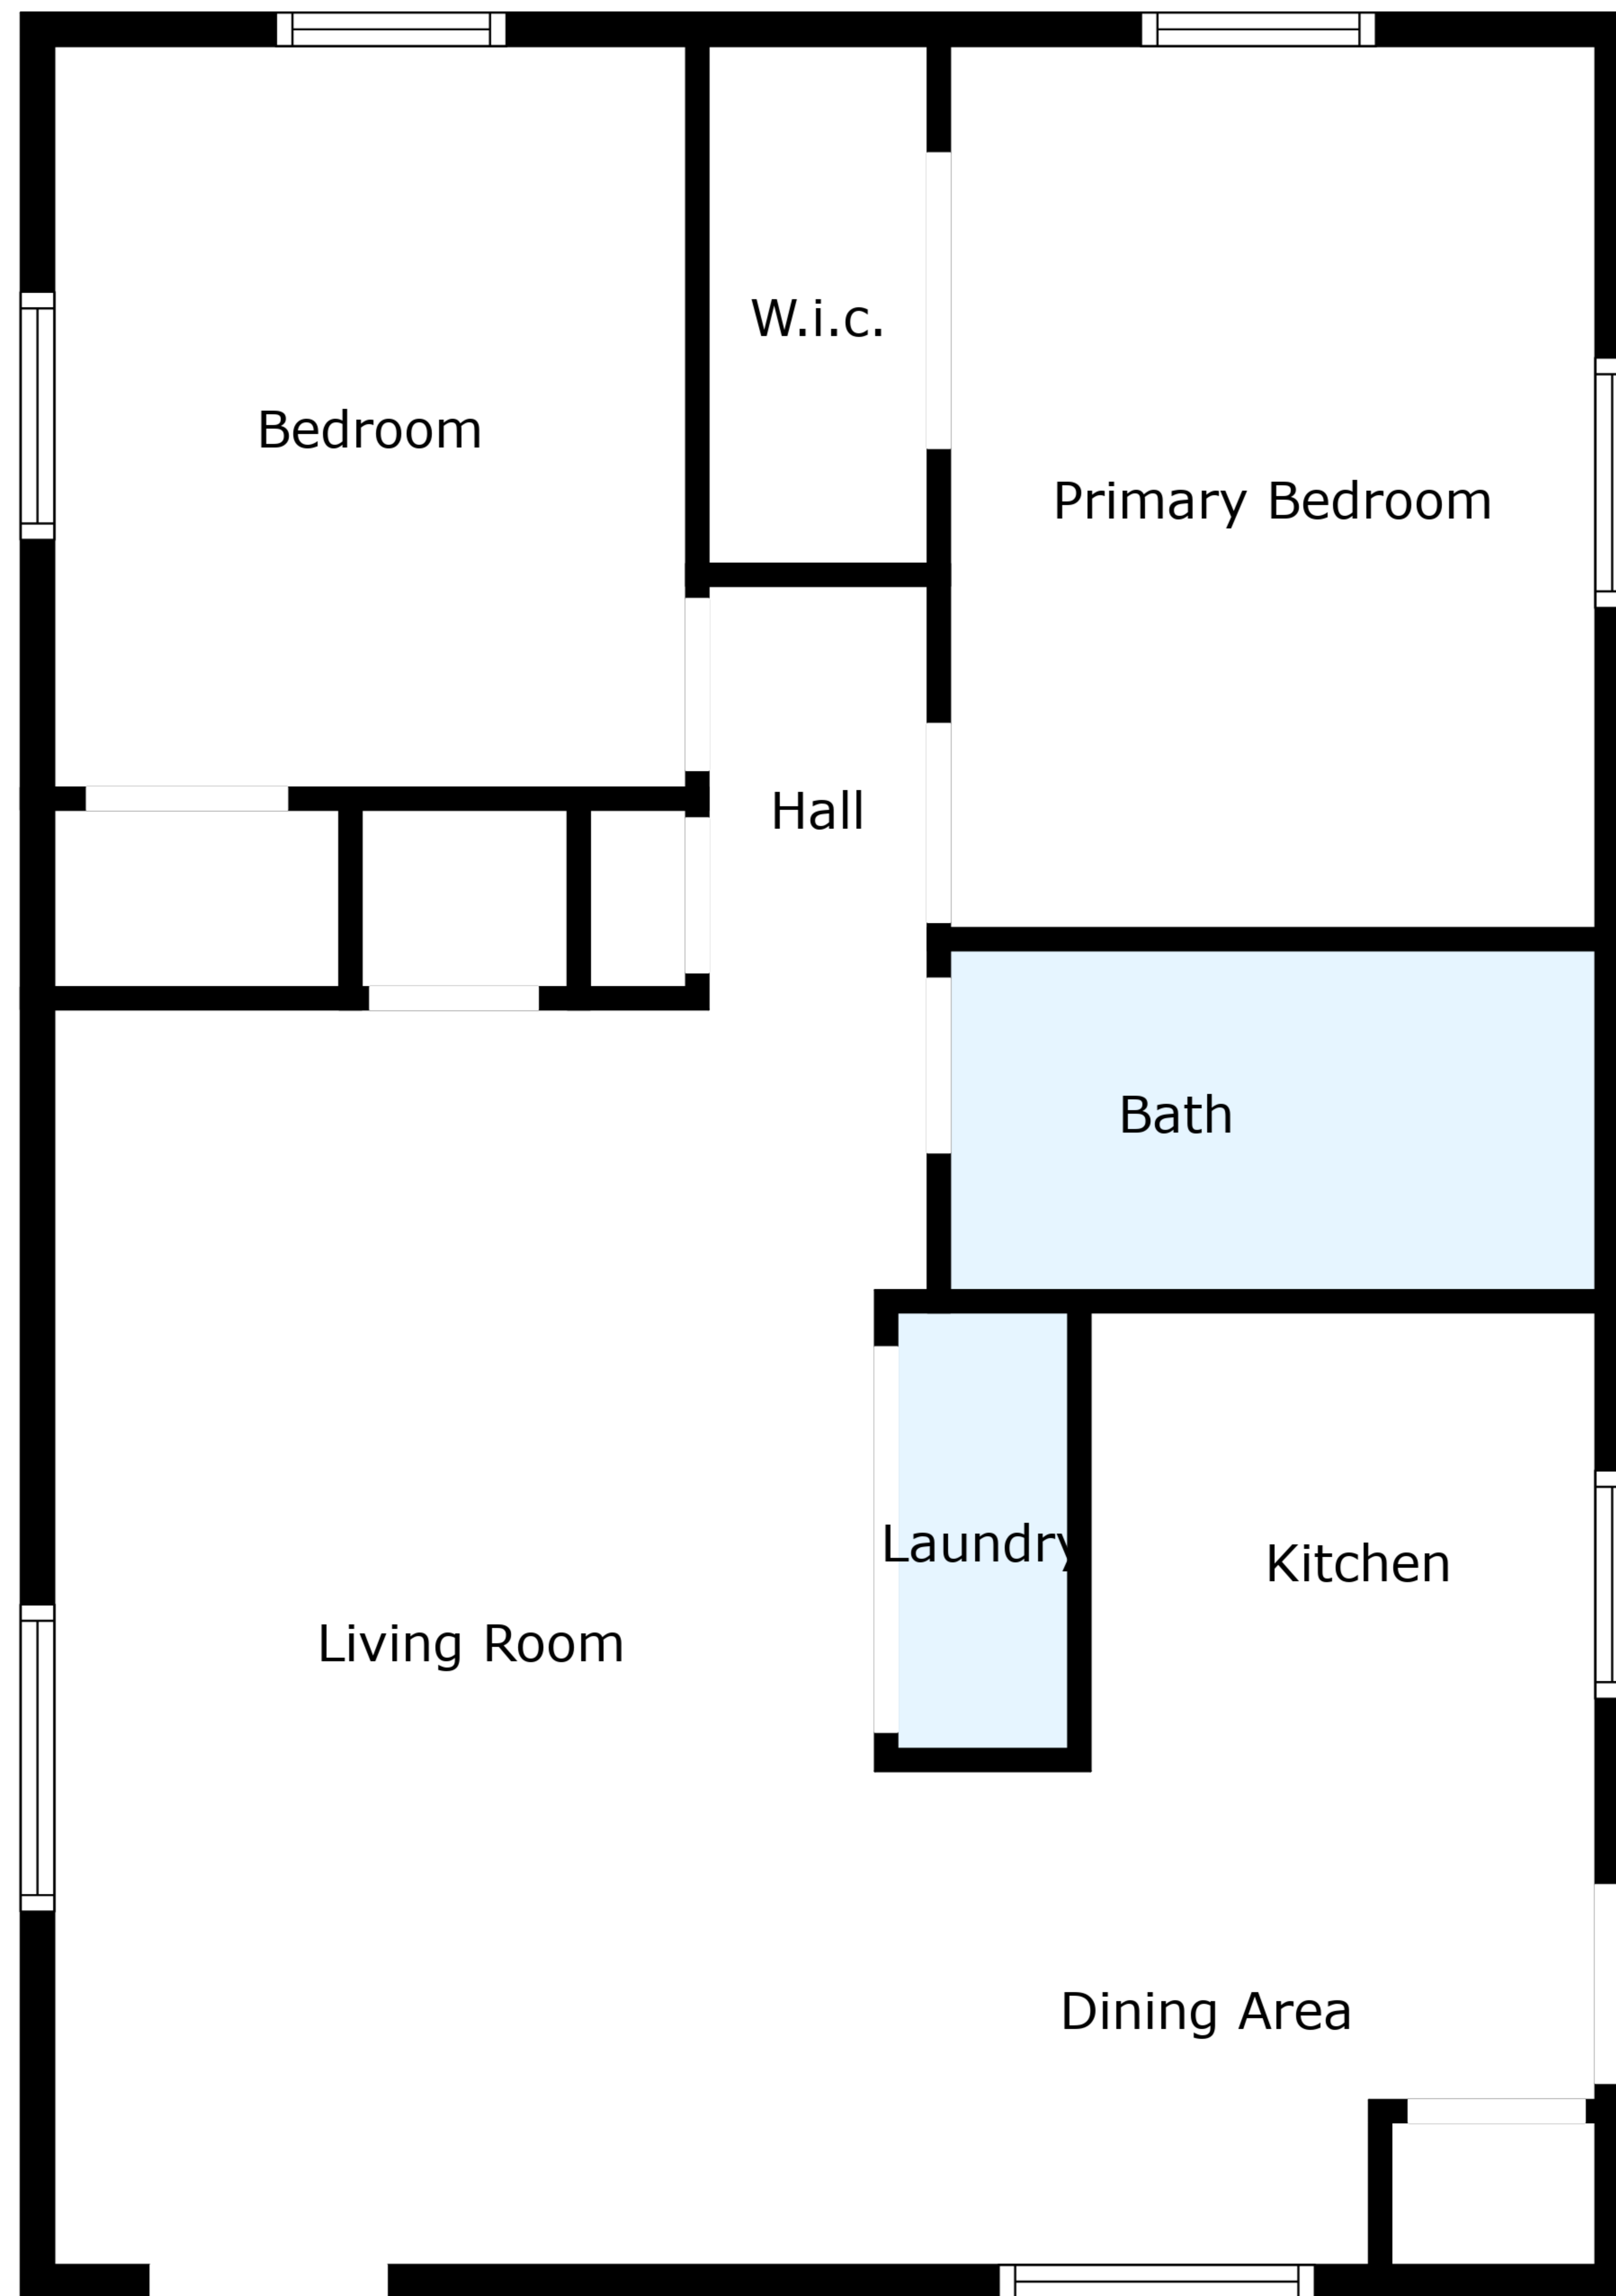 W.i.c.
Bedroom
Primary Bedroom
Hall
Bath
Laundry
Kitchen
Living Room
Dining Area